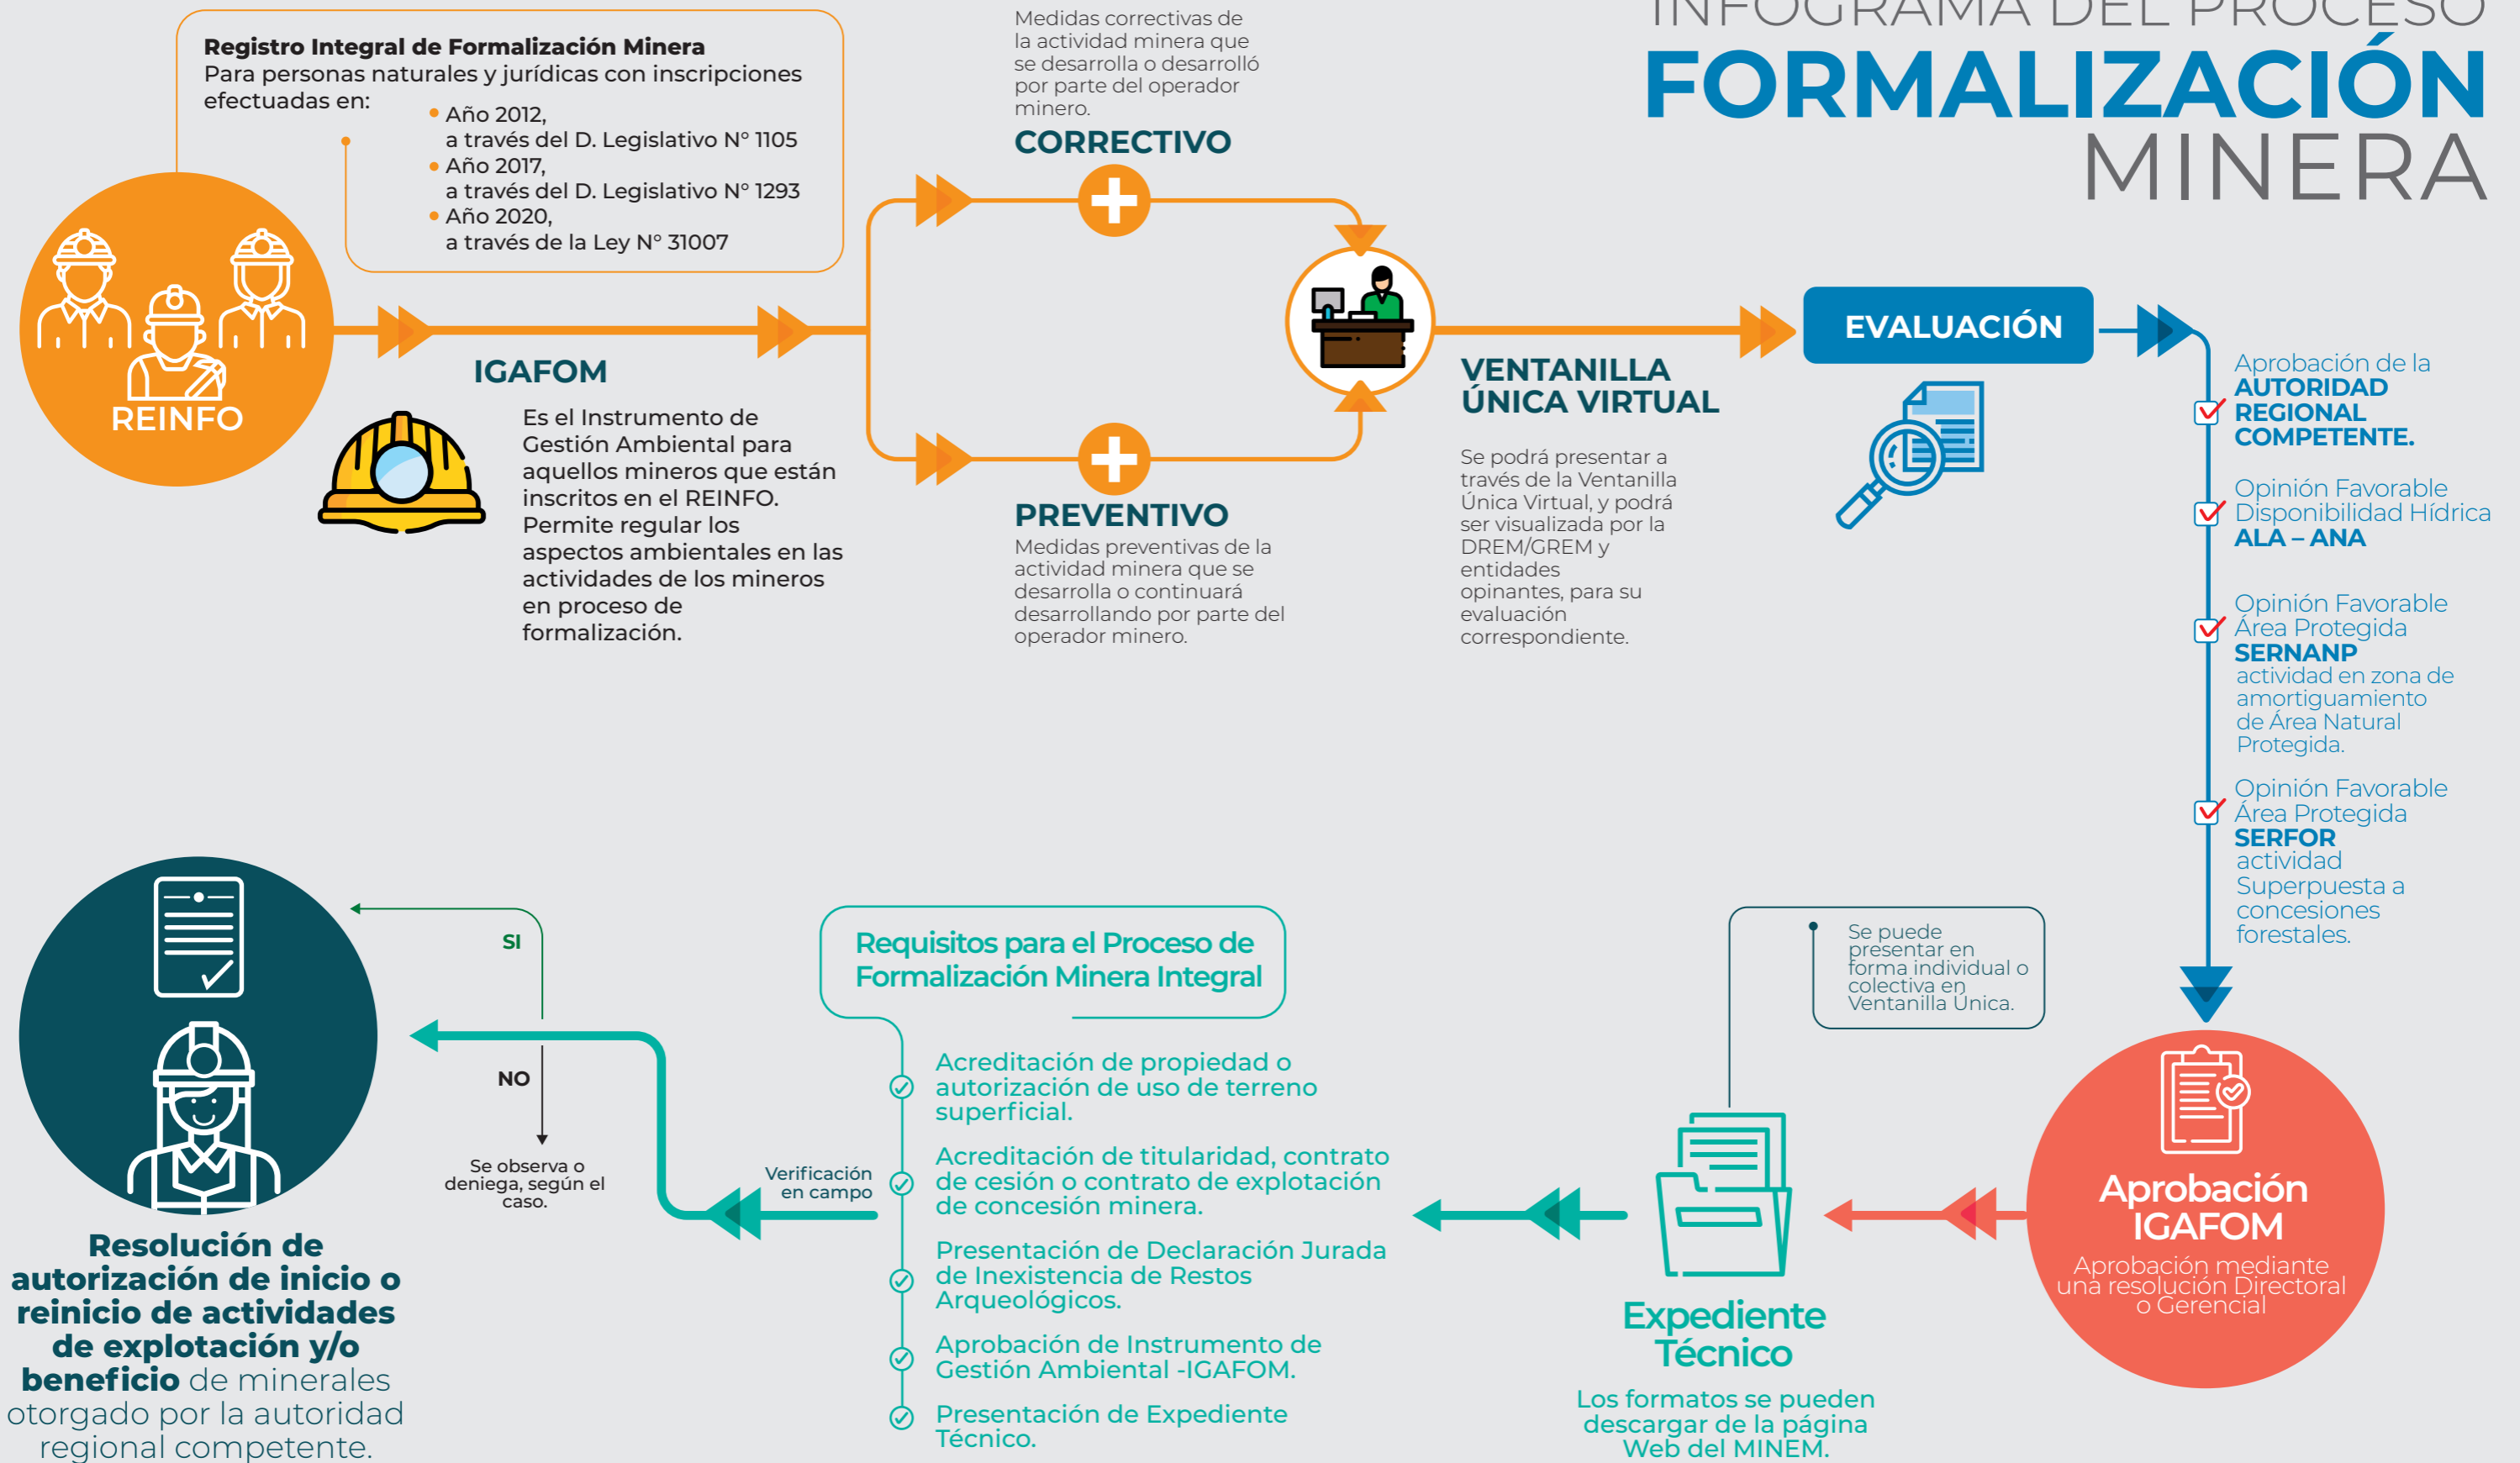 INFOGRAMA DEL PROCESO
FORMALIZACIÓN
MINERA
Registro Integral de Formalización Minera
Para personas naturales y jurídicas con inscripciones
efectuadas en:
Año 2012,
a través del D. Legislativo N° 1105
Año 2017,
a través del D. Legislativo N° 1293
Año 2020,
a través de la Ley N° 31007
REINFO
IGAFOM
Es el Instrumento de
Gestión Ambiental para
aquellos mineros que están
inscritos en el REINFO.
Permite regular los
aspectos ambientales en las
actividades de los mineros
en proceso de
formalización.
Medidas correctivas de
la actividad minera que
se desarrolla o desarrolló
por parte del operador
minero.
CORRECTIVO
PREVENTIVO
Medidas preventivas de la
actividad minera que se
desarrolla o continuará
desarrollando por parte del
operador minero.
VENTANILLA
ÚNICA VIRTUAL
Se podrá presentar a
través de la Ventanilla
Única Virtual, y podrá
ser visualizada por la
DREM/GREM y
entidades
opinantes, para su
evaluación
correspondiente.
EVALUACIÓN
Aprobación de la
AUTORIDAD
REGIONAL
COMPETENTE.
Opinión Favorable
Disponibilidad Hídrica
ALA – ANA
Opinión Favorable
Área Protegida
SERNANP
actividad en zona de
amortiguamiento
de Área Natural
Protegida.
Opinión Favorable
Área Protegida
SERFOR
actividad
Superpuesta a
concesiones
forestales.
Aprobación
IGAFOM
Aprobación mediante
una resolución Directoral
o Gerencial
Se puede
presentar en
forma individual o
colectiva en
Ventanilla Única.
Expediente
Técnico
Los formatos se pueden
descargar de la página
Web del MINEM.
Requisitos para el Proceso de
Formalización Minera Integral
Acreditación de propiedad o
autorización de uso de terreno
superficial.
Acreditación de titularidad, contrato
de cesión o contrato de explotación
de concesión minera.
Presentación de Declaración Jurada
de Inexistencia de Restos
Arqueológicos.
Aprobación de Instrumento de
Gestión Ambiental -IGAFOM.
Presentación de Expediente
Técnico.
Verificación
en campo
SI
NO
Se observa o
deniega, según el
caso.
Resolución de
autorización de inicio o
reinicio de actividades
de explotación y/o
beneficio de minerales
otorgado por la autoridad
regional competente.